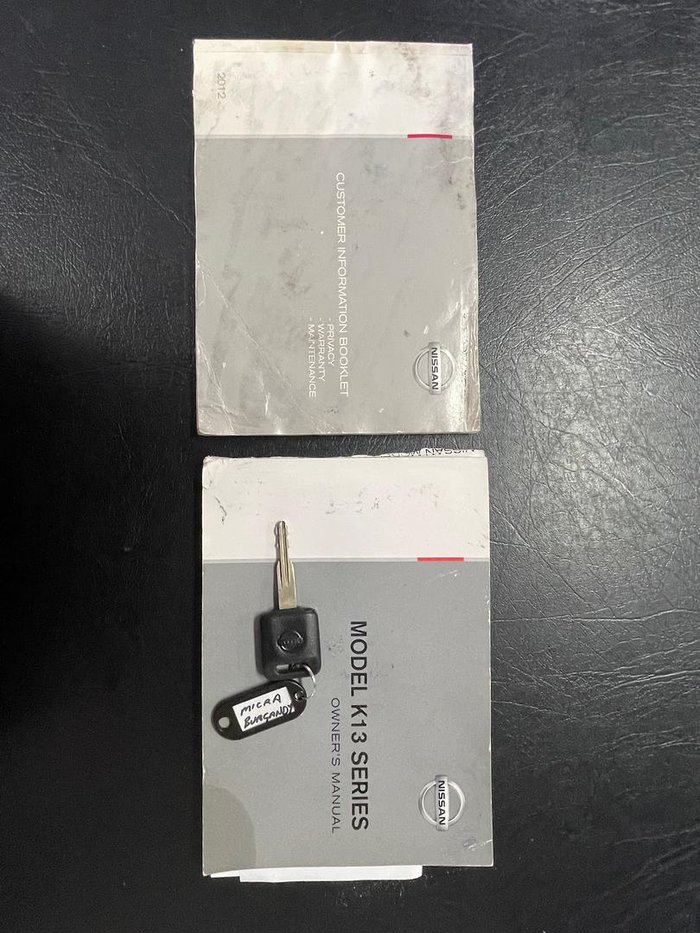 2012
CUSTOMER INFORMATION BOOKLET
- PRIVACY
- WARRANTY
- MAINTENANCE
NISSAN
MODEL K13 SERIES
OWNER'S MANUAL
NISSAN
MICRA
BURGANDY